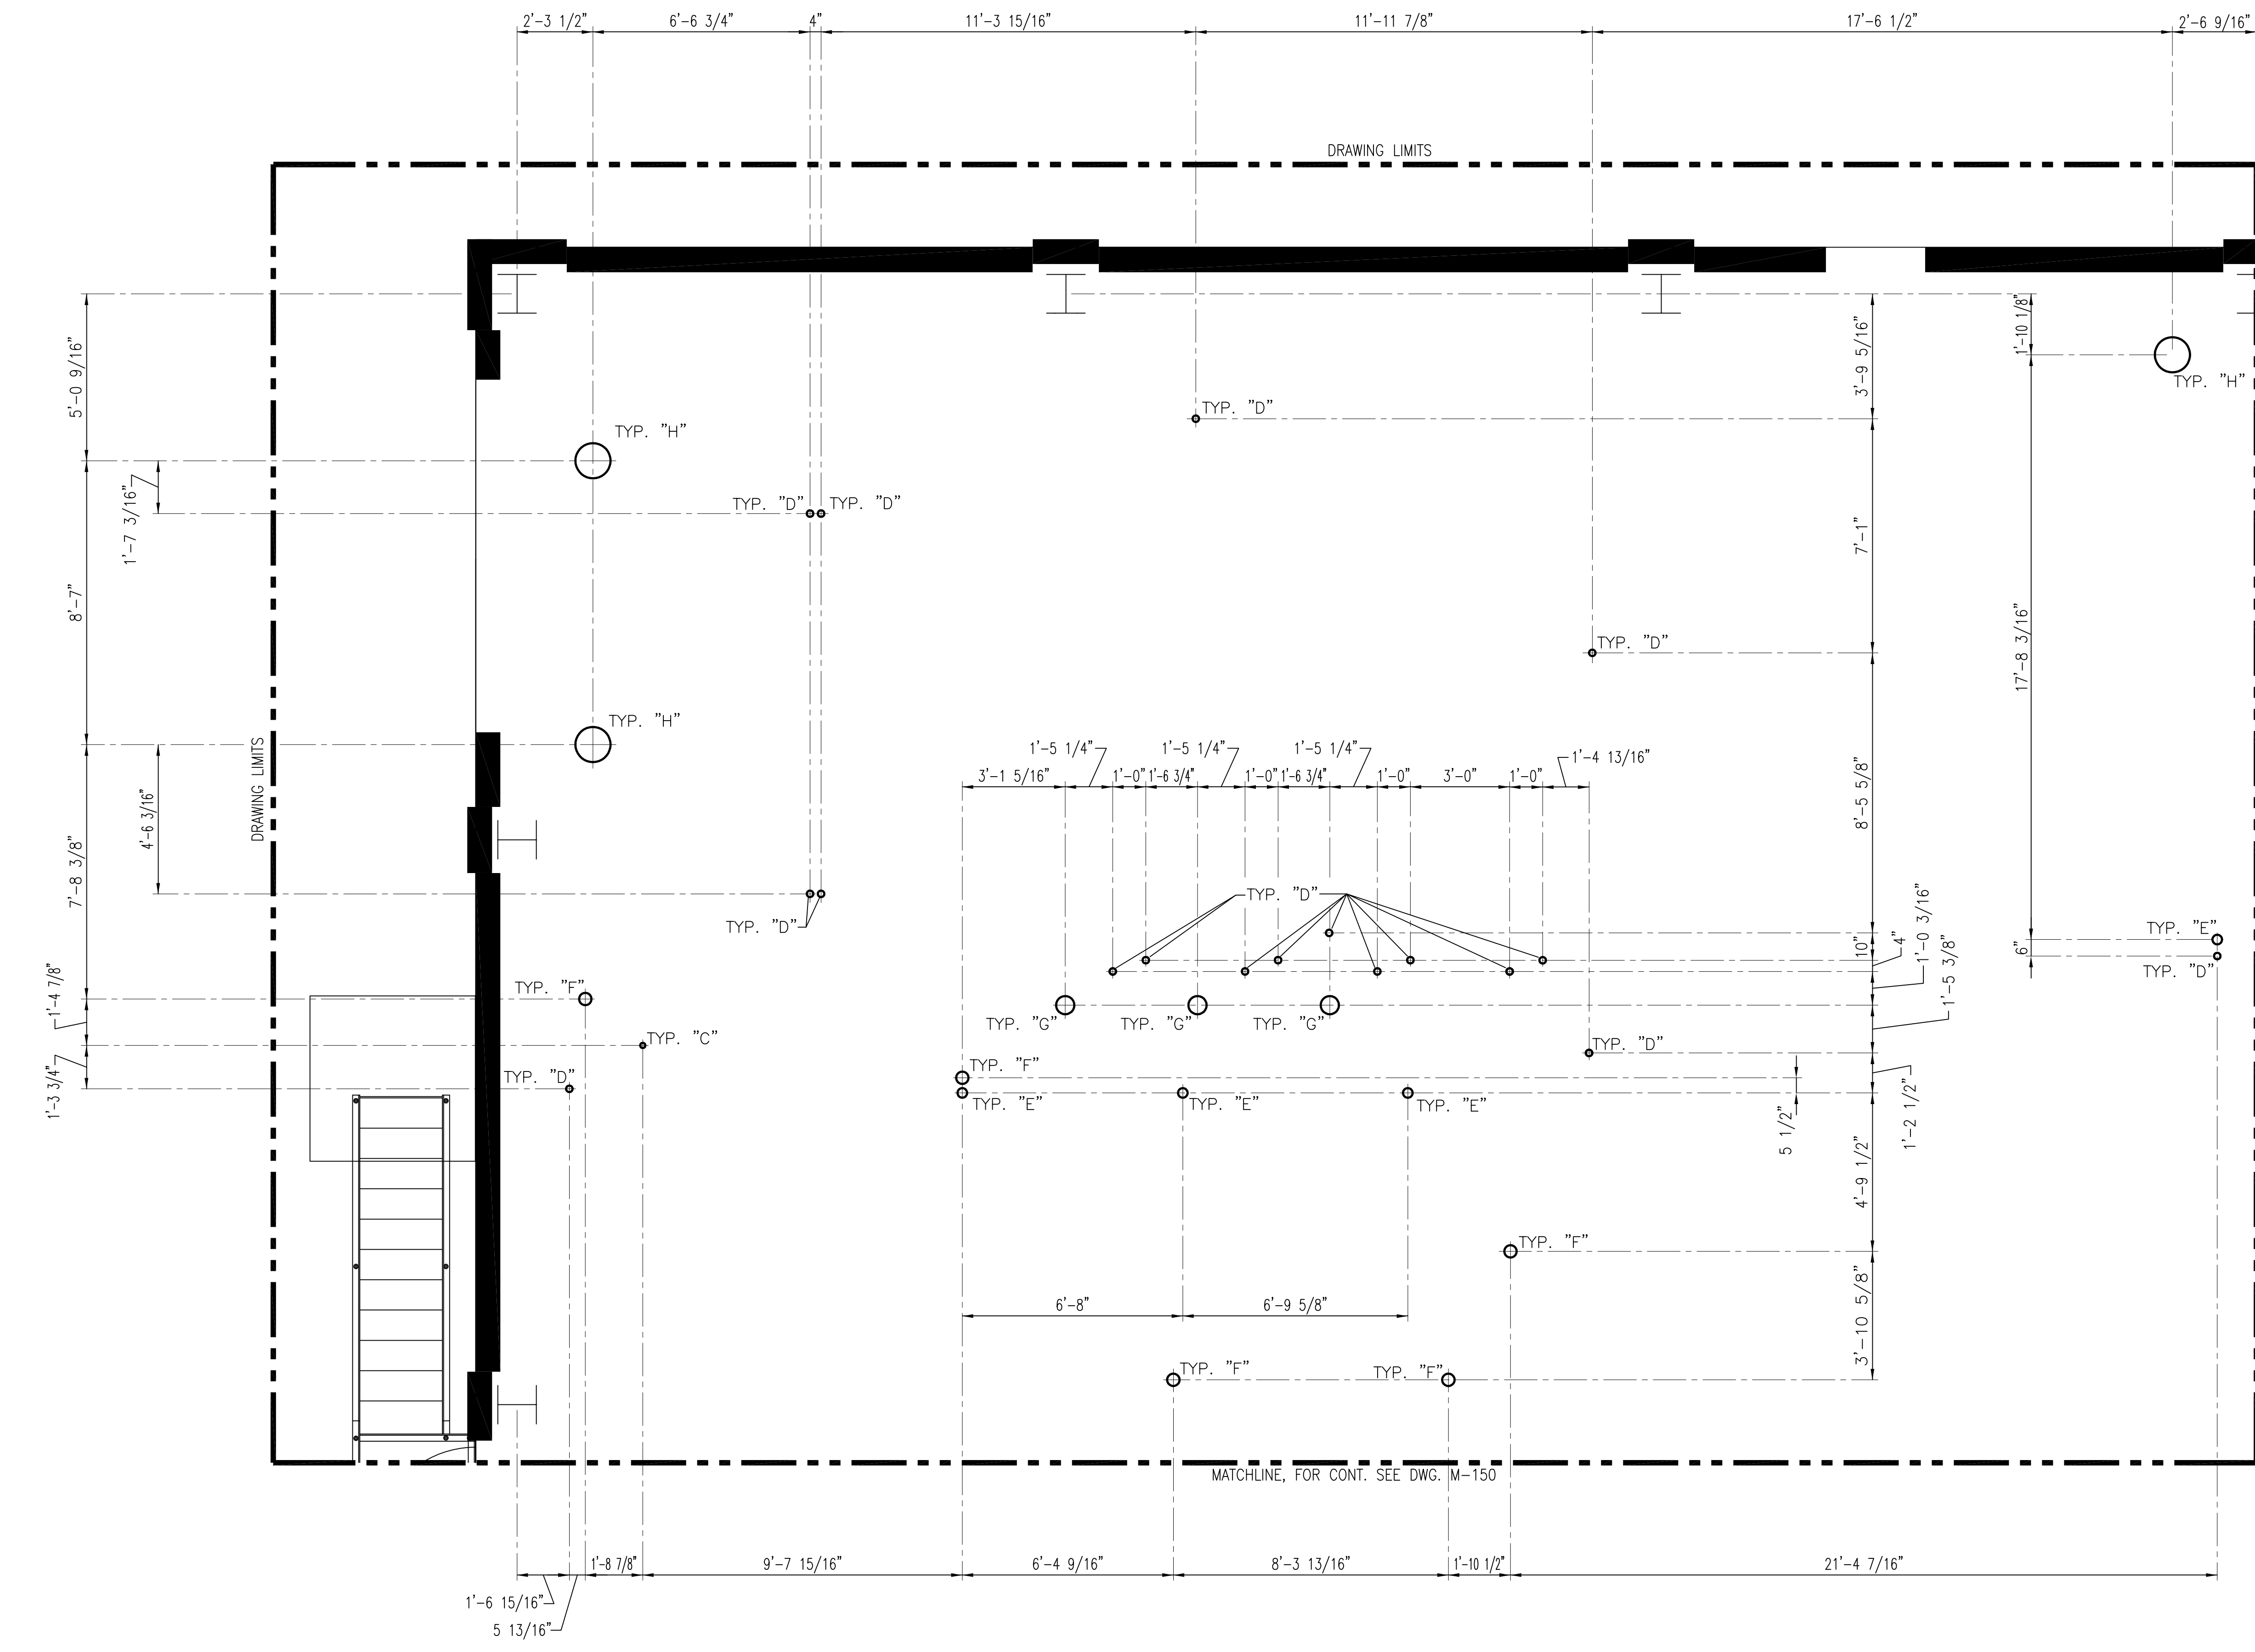 2'-3 1/2"
6'-6 3/4"
4"
11'-3 15/16"
11'-11 7/8"
17'-6 1/2"
2'-6 9/16"
DRAWING LIMITS
5'-0 9/16"
1'-7 3/16"
8'-7"
4'-6 3/16"
7'-8 3/8"
1'-4 7/8"
1'-3 3/4"
DRAWING LIMITS
TYP. "H"
TYP. "D"
TYP. "D"
TYP. "H"
TYP. "D"
TYP. "F"
TYP. "C"
TYP. "D"
TYP. "D"
TYP. "D"
3'-9 5/16"
7'-1"
8'-5 5/8"
1'-10 1/8"
TYP. "H"
17'-8 3/16"
6"
TYP. "E"
TYP. "D"
1'-5 1/4"
1'-5 1/4"
1'-5 1/4"
1'-4 13/16"
3'-1 5/16"
1'-0"
1'-6 3/4"
1'-0"
1'-6 3/4"
1'-0"
3'-0"
1'-0"
TYP. "D"
10"
4"
1'-0 3/16"
1'-5 3/8"
1'-2 1/2"
TYP. "G"
TYP. "G"
TYP. "G"
TYP. "D"
TYP. "F"
TYP. "E"
TYP. "E"
TYP. "E"
5 1/2"
4'-9 1/2"
TYP. "F"
3'-10 5/8"
6'-8"
6'-9 5/8"
TYP. "F"
TYP. "F"
MATCHLINE, FOR CONT. SEE DWG. M-150
1'-8 7/8"
9'-7 15/16"
6'-4 9/16"
8'-3 13/16"
1'-10 1/2"
21'-4 7/16"
1'-6 15/16"
5 13/16"